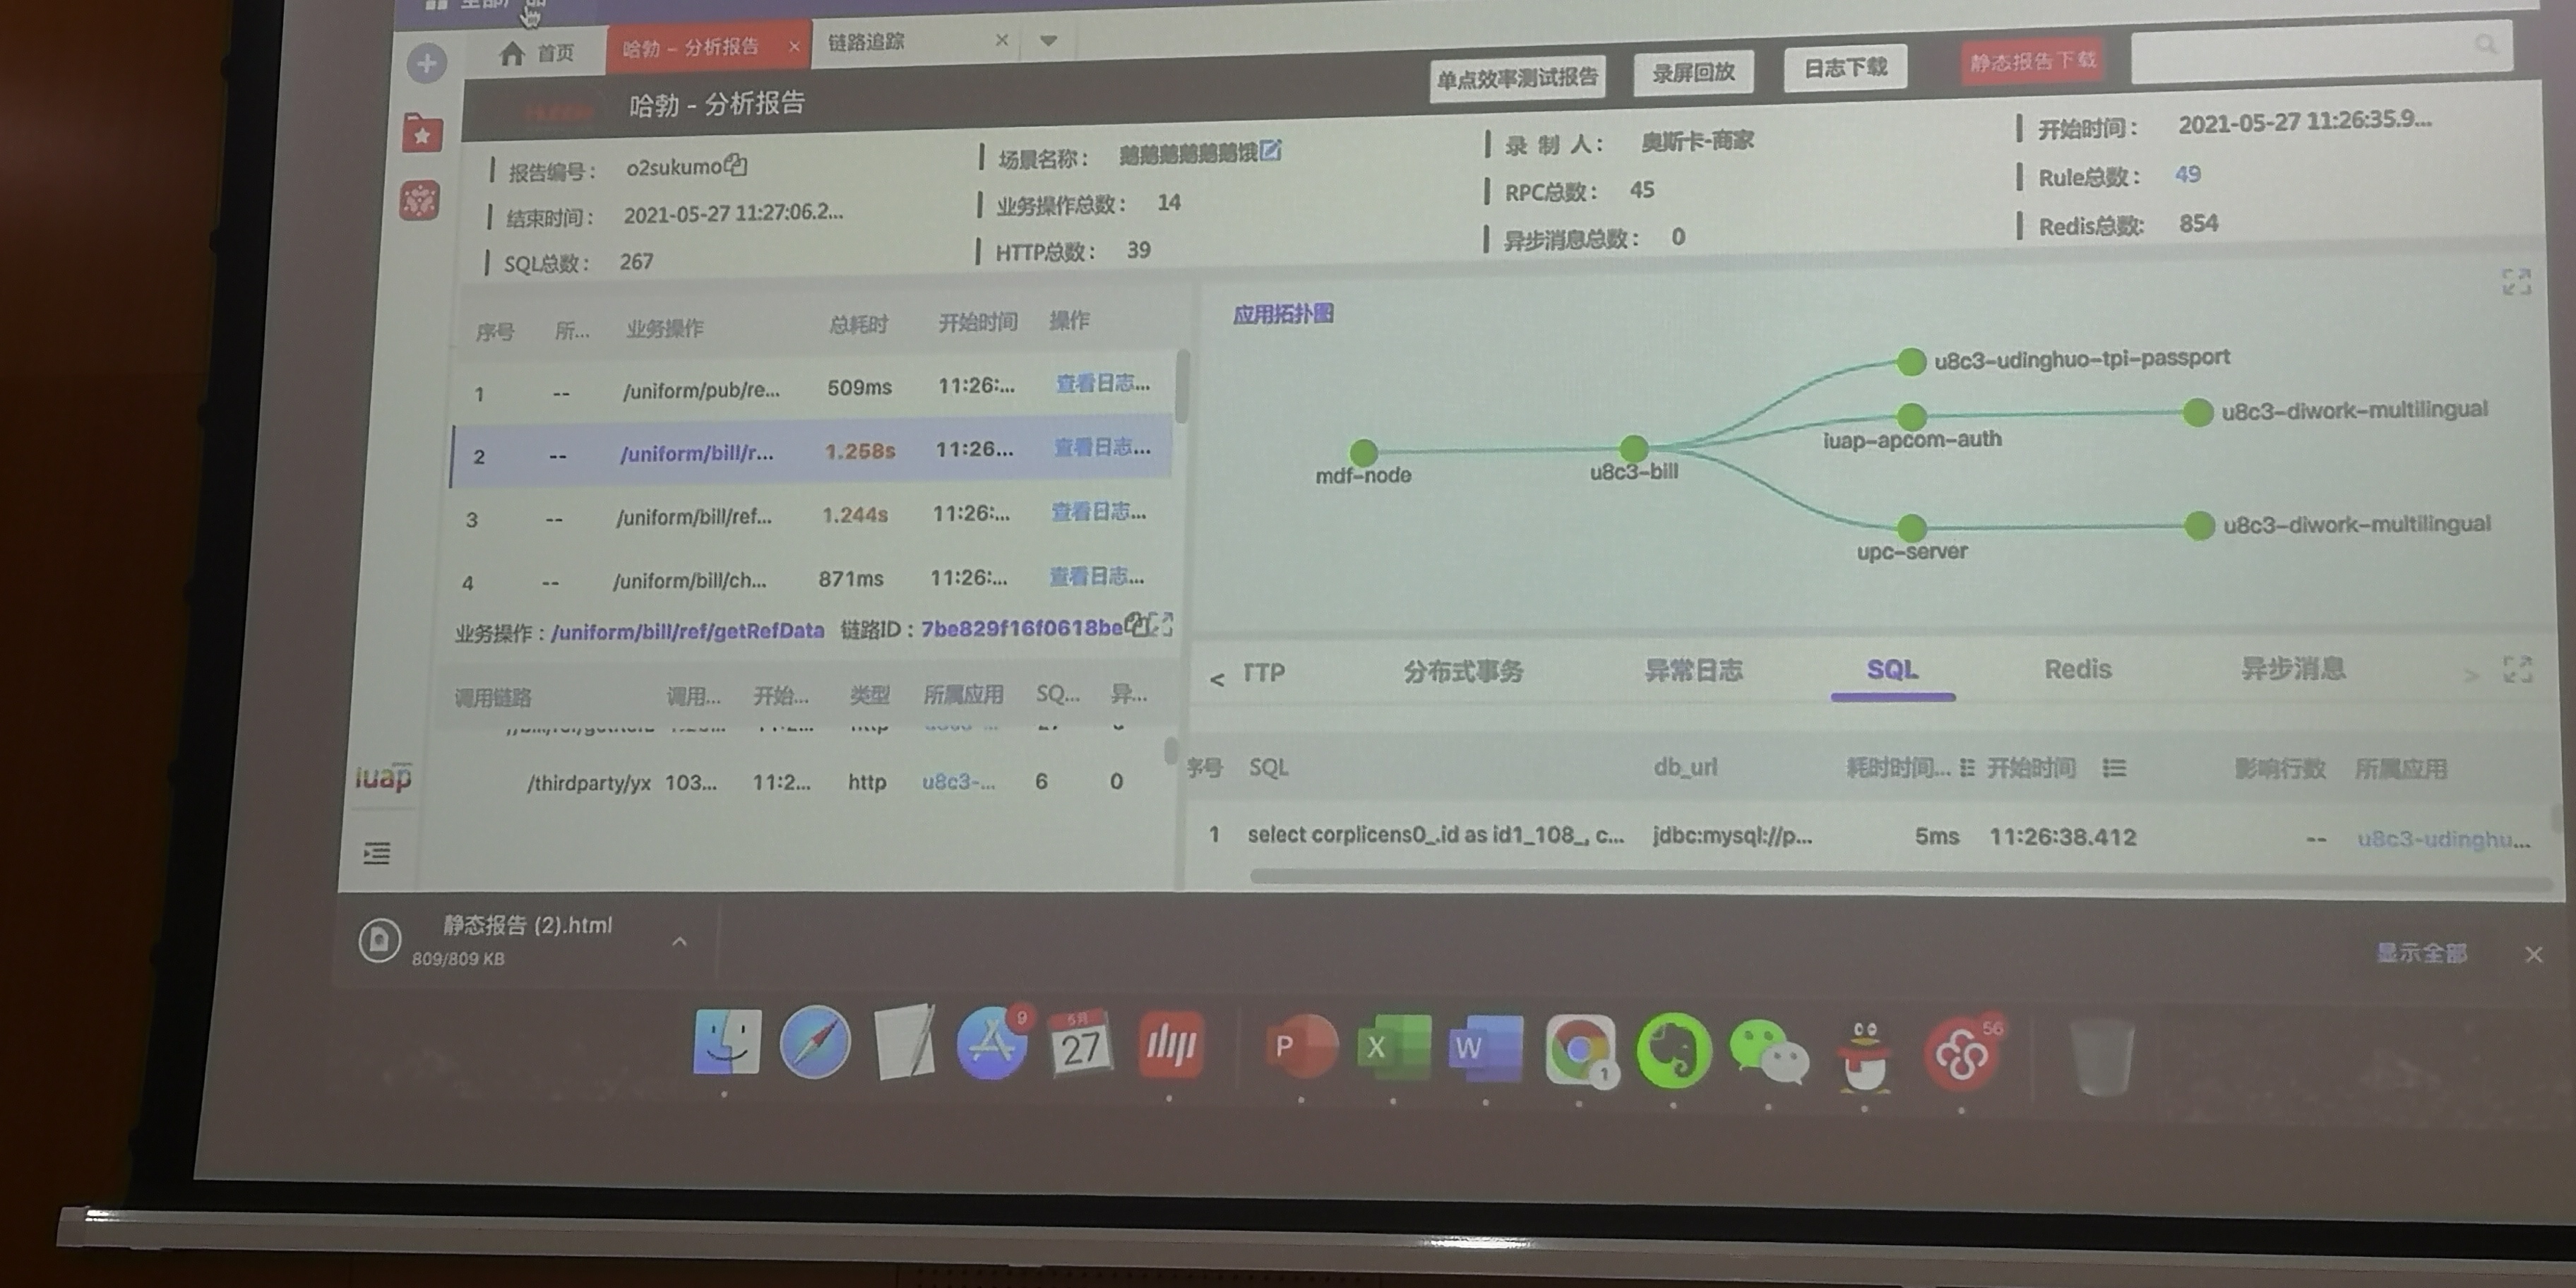 全部产品
首页
哈勃 - 分析报告 ×
链路追踪 ×
哈勃 - 分析报告
单点效率测试报告
录屏回放
日志下载
静态报告下载
报告编号： o2sukumo
场景名称： 鹅鹅鹅鹅鹅鹅饿
录 制 人： 奥斯卡-商家
开始时间： 2021-05-27 11:26:35.9...
结束时间： 2021-05-27 11:27:06.2...
业务操作总数： 14
RPC总数： 45
Rule总数： 49
SQL总数： 267
HTTP总数： 39
异步消息总数： 0
Redis总数: 854
序号 所... 业务操作 总耗时 开始时间 操作
1 -- /uniform/pub/re... 509ms 11:26:... 查看日志...
2 -- /uniform/bill/r... 1.258s 11:26... 查看日志...
3 -- /uniform/bill/ref... 1.244s 11:26:... 查看日志...
4 -- /uniform/bill/ch... 871ms 11:26:... 查看日志...
业务操作：/uniform/bill/ref/getRefData 链路ID：7be829f16f0618be
调用链路 调用... 开始... 类型 所属应用 SQ... 异...
/thirdparty/yx 103... 11:2... http u8c3-... 6 0
iuap
应用拓扑图
mdf-node
u8c3-bill
u8c3-udinghuo-tpi-passport
iuap-apcom-auth
u8c3-diwork-multilingual
upc-server
u8c3-diwork-multilingual
< TTP 分布式事务 异常日志 SQL Redis 异步消息 >
序号 SQL db_url 耗时时间... 开始时间 影响行数 所属应用
1 select corplicens0_.id as id1_108_, c... jdbc:mysql://p... 5ms 11:26:38.412 -- u8c3-udinghu...
静态报告 (2).html
809/809 KB
显示全部 ×
9
5月
27
P
X
W
1
56